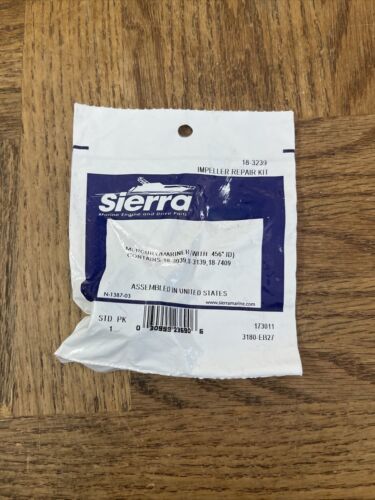 18-3239
IMPELLER REPAIR KIT
sierra
Marine Engine and Drive Parts
MERCURY/MARINER(WITH .456" ID)
CONTAINS:18-3039,18-3139,18-7409
ASSEMBLED IN UNITED STATES
N-1387-03
www.sierramarine.com
STD PK
1
173011
3180-EB27